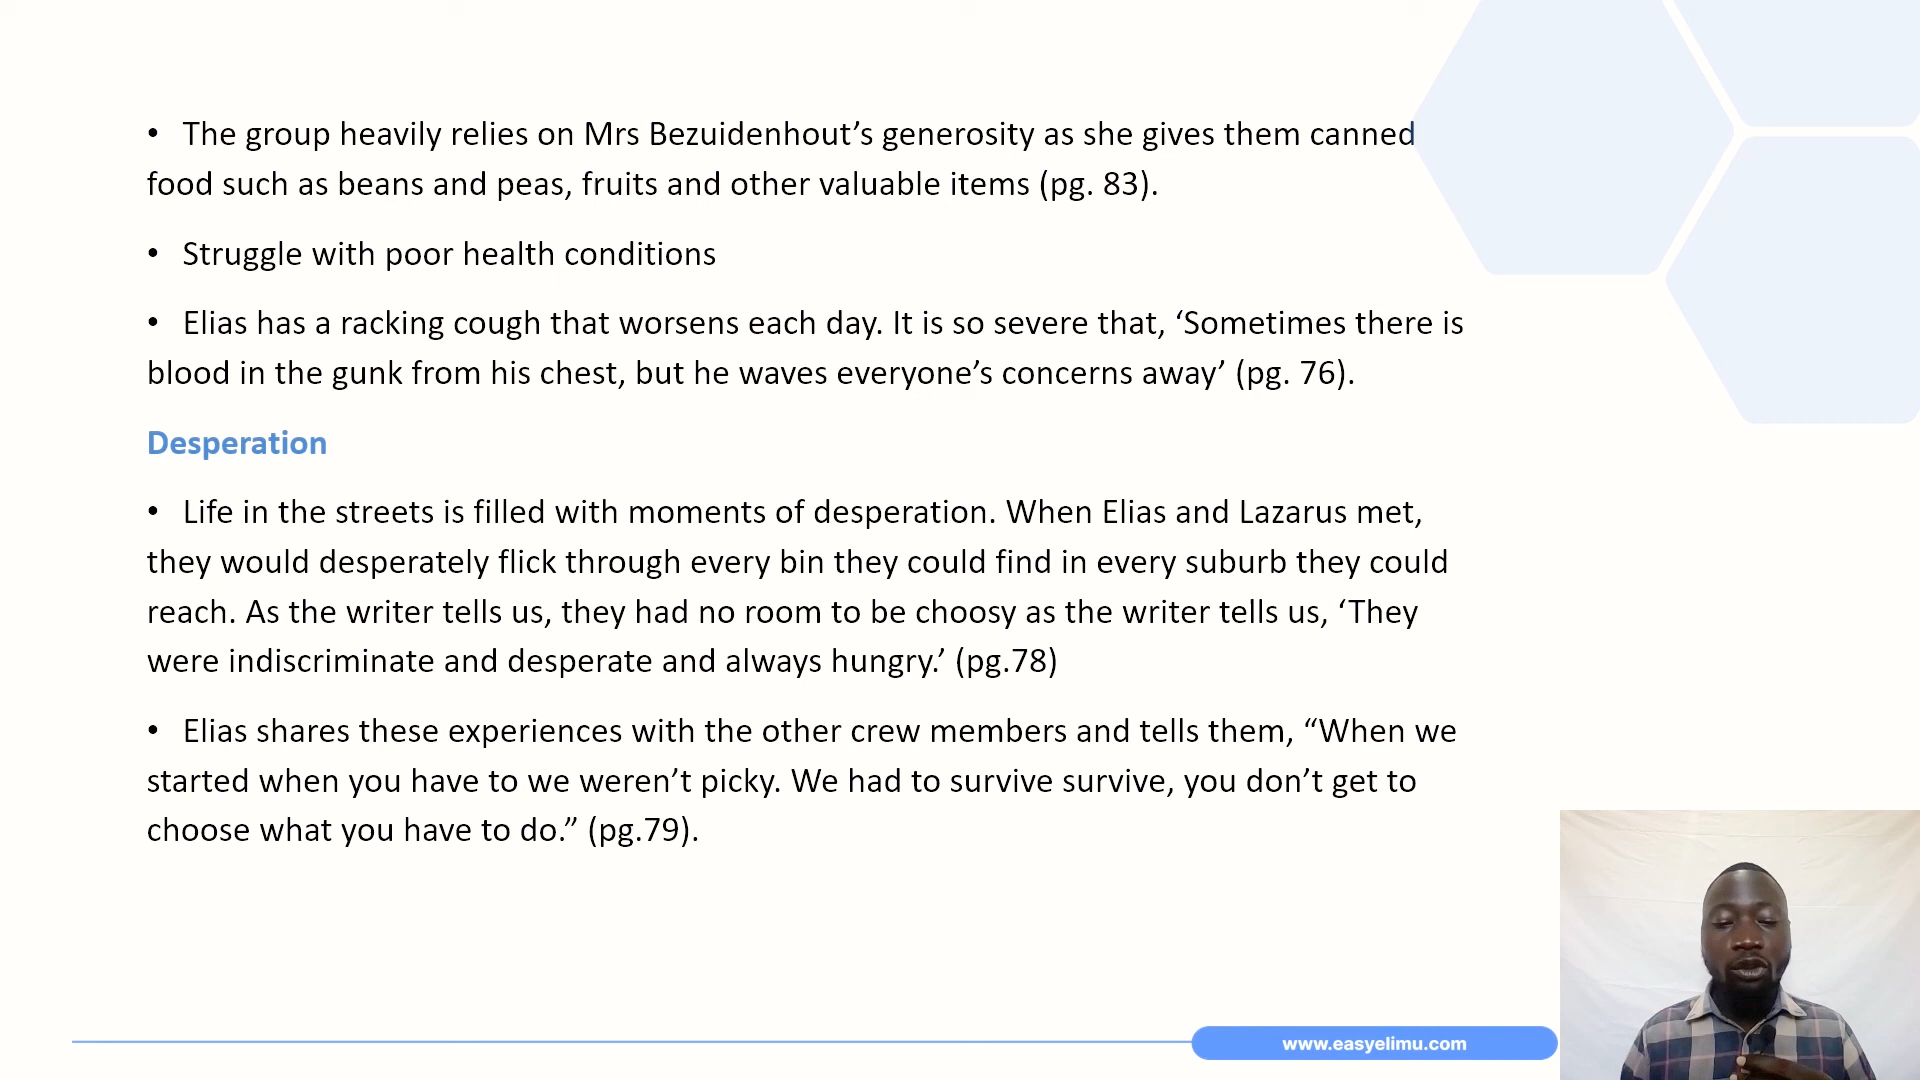 • The group heavily relies on Mrs Bezuidenhout’s generosity as she gives them canned
food such as beans and peas, fruits and other valuable items (pg. 83).
• Struggle with poor health conditions
• Elias has a racking cough that worsens each day. It is so severe that, ‘Sometimes there is
blood in the gunk from his chest, but he waves everyone’s concerns away’ (pg. 76).
Desperation
• Life in the streets is filled with moments of desperation. When Elias and Lazarus met,
they would desperately flick through every bin they could find in every suburb they could
reach. As the writer tells us, they had no room to be choosy as the writer tells us, ‘They
were indiscriminate and desperate and always hungry.’ (pg.78)
• Elias shares these experiences with the other crew members and tells them, “When we
started when you have to we weren’t picky. We had to survive survive, you don’t get to
choose what you have to do.” (pg.79).
www.easyelimu.com